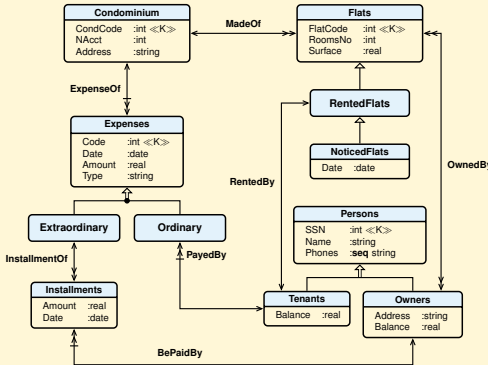 Condominium
CondCode :int ≪K≫
NAcct :int
Address :string
MadeOf
Flats
FlatCode :int ≪K≫
RoomsNo :int
Surface :real
ExpenseOf
RentedFlats
Expenses
Code :int ≪K≫
Date :date
Amount :real
Type :string
NoticedFlats
Date :date
RentedBy
OwnedBy
Extraordinary
Ordinary
Persons
SSN :int ≪K≫
Name :string
Phones :seq string
InstallmentOf
PayedBy
Installments
Amount :real
Date :date
Tenants
Balance :real
Owners
Address :string
Balance :real
BePaidBy